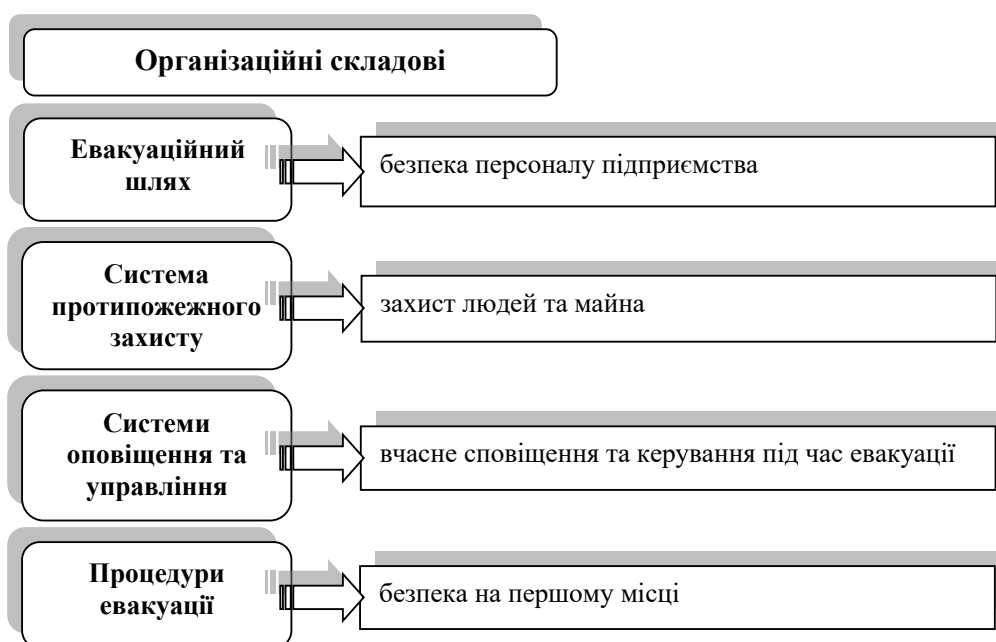 Організаційні складові
Евакуаційний
шлях
безпека персоналу підприємства
Система
протипожежного
захисту
захист людей та майна
Системи
оповіщення та
управління
вчасне сповіщення та керування під час евакуації
Процедури
евакуації
безпека на першому місці